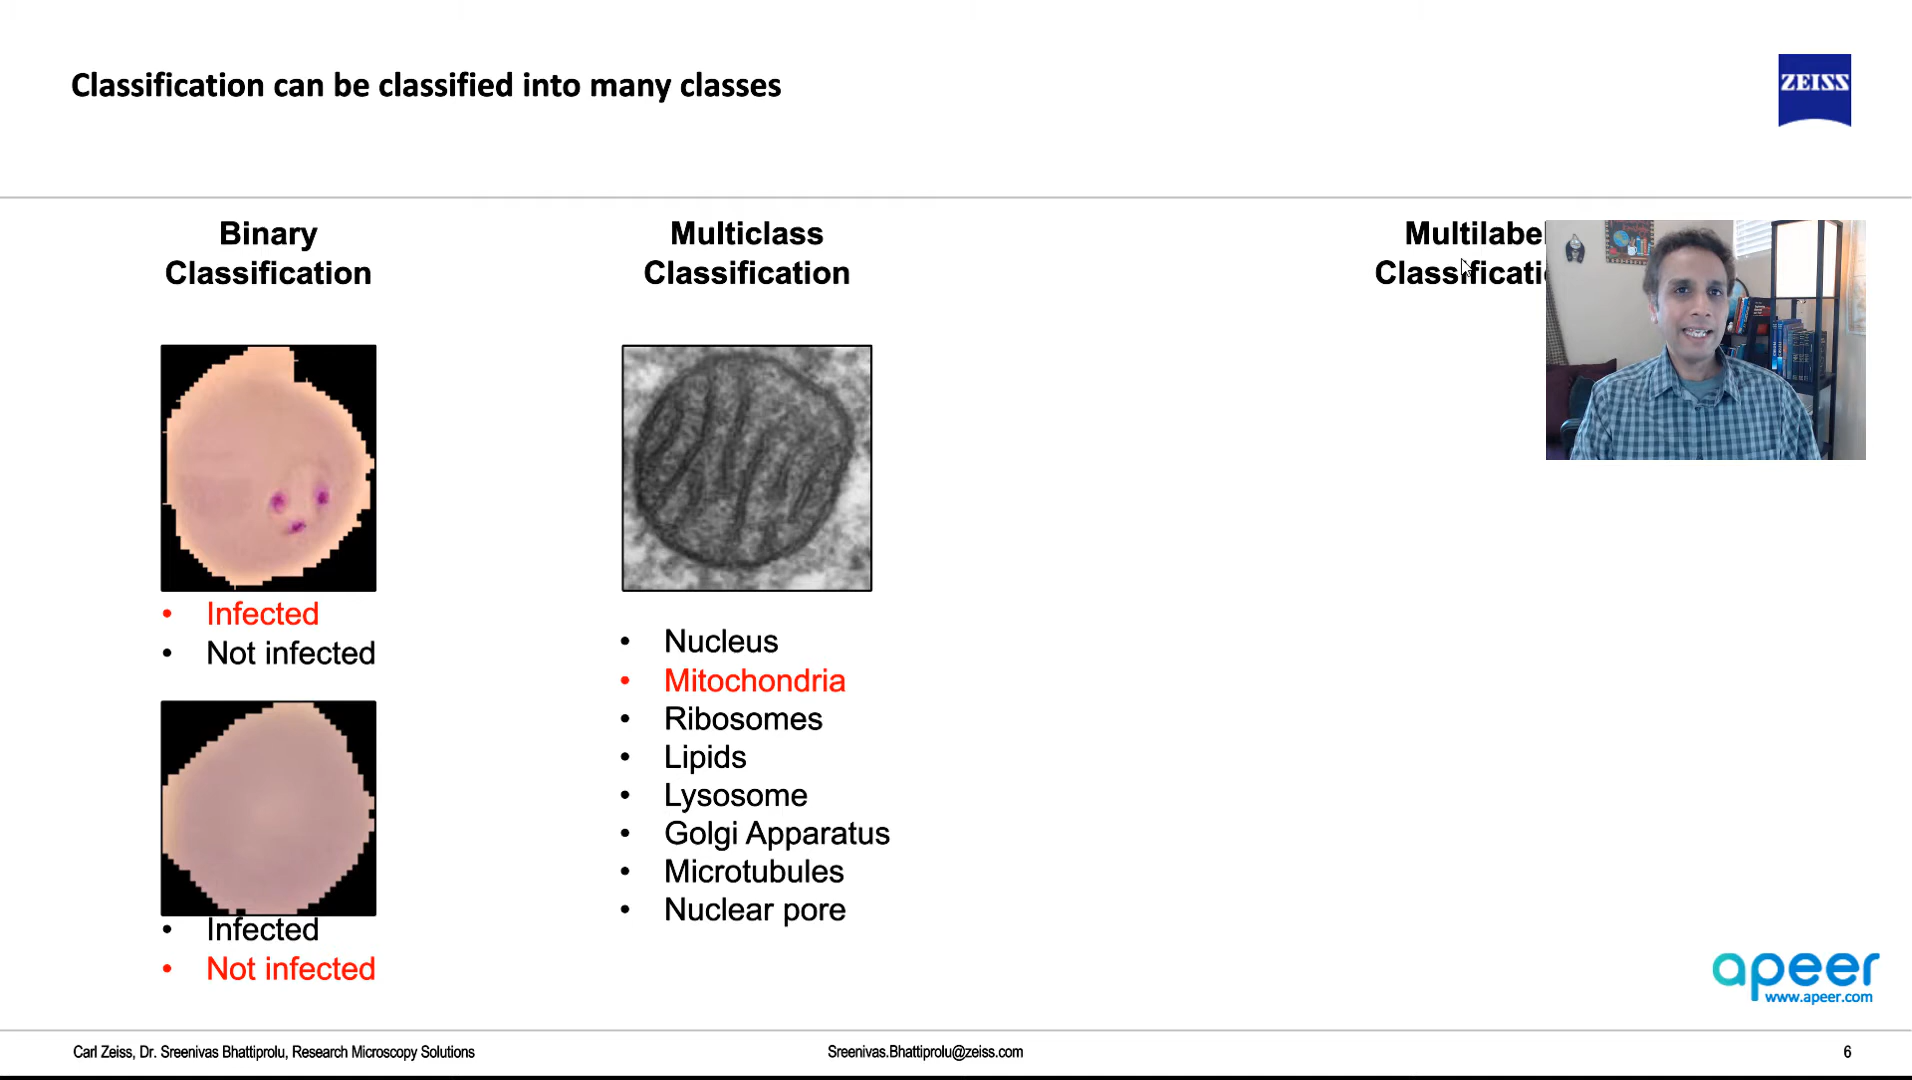 Classification can be classified into many classes
ZEISS
Binary
Classification
Multiclass
Classification
• Infected
• Not infected
• Infected
• Not infected
• Nucleus
• Mitochondria
• Ribosomes
• Lipids
• Lysosome
• Golgi Apparatus
• Microtubules
• Nuclear pore
apeer
www.apeer.com
Carl Zeiss, Dr. Sreenivas Bhattiprolu, Research Microscopy Solutions
Sreenivas.Bhattiprolu@zeiss.com
6